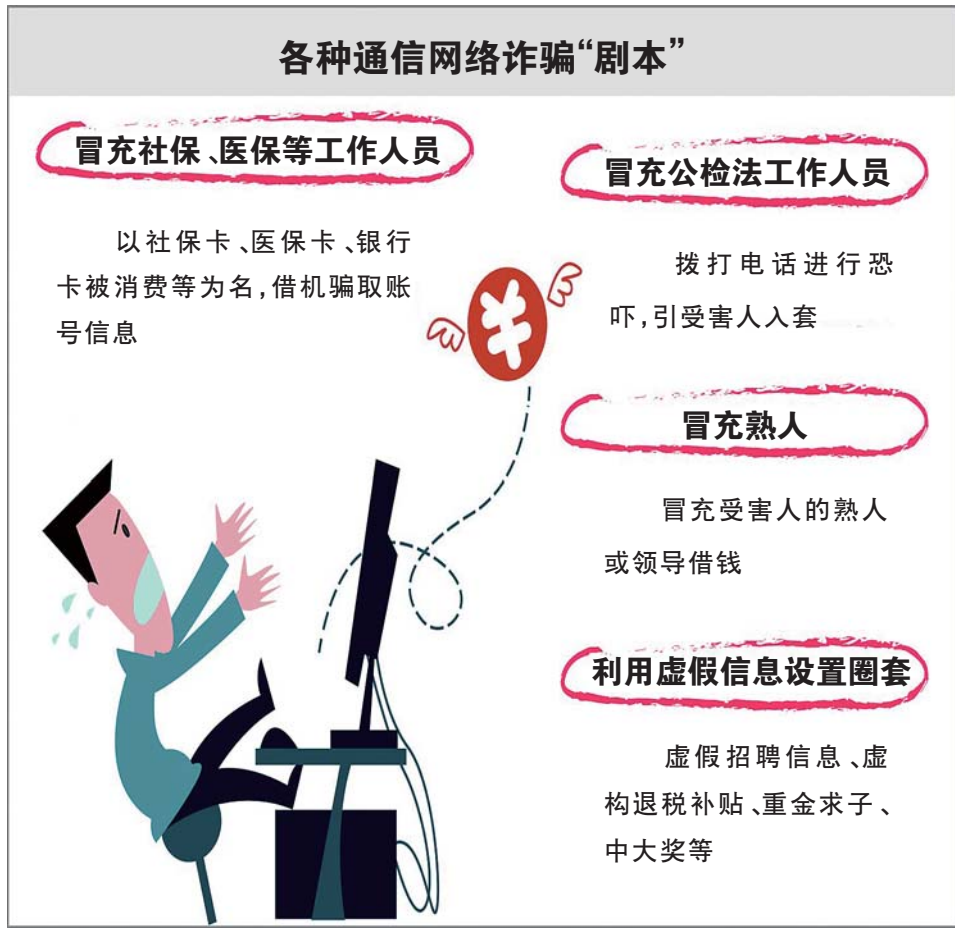 各种通信网络诈骗“剧本”
冒充社保、医保等工作人员
以社保卡、医保卡、银行
卡被消费等为名,借机骗取账
号信息
冒充公检法工作人员
拨打电话进行恐
吓,引受害人入套
¥
冒充熟人
冒充受害人的熟人
或领导借钱
利用虚假信息设置圈套
虚假招聘信息、虚
构退税补贴、重金求子、
中大奖等